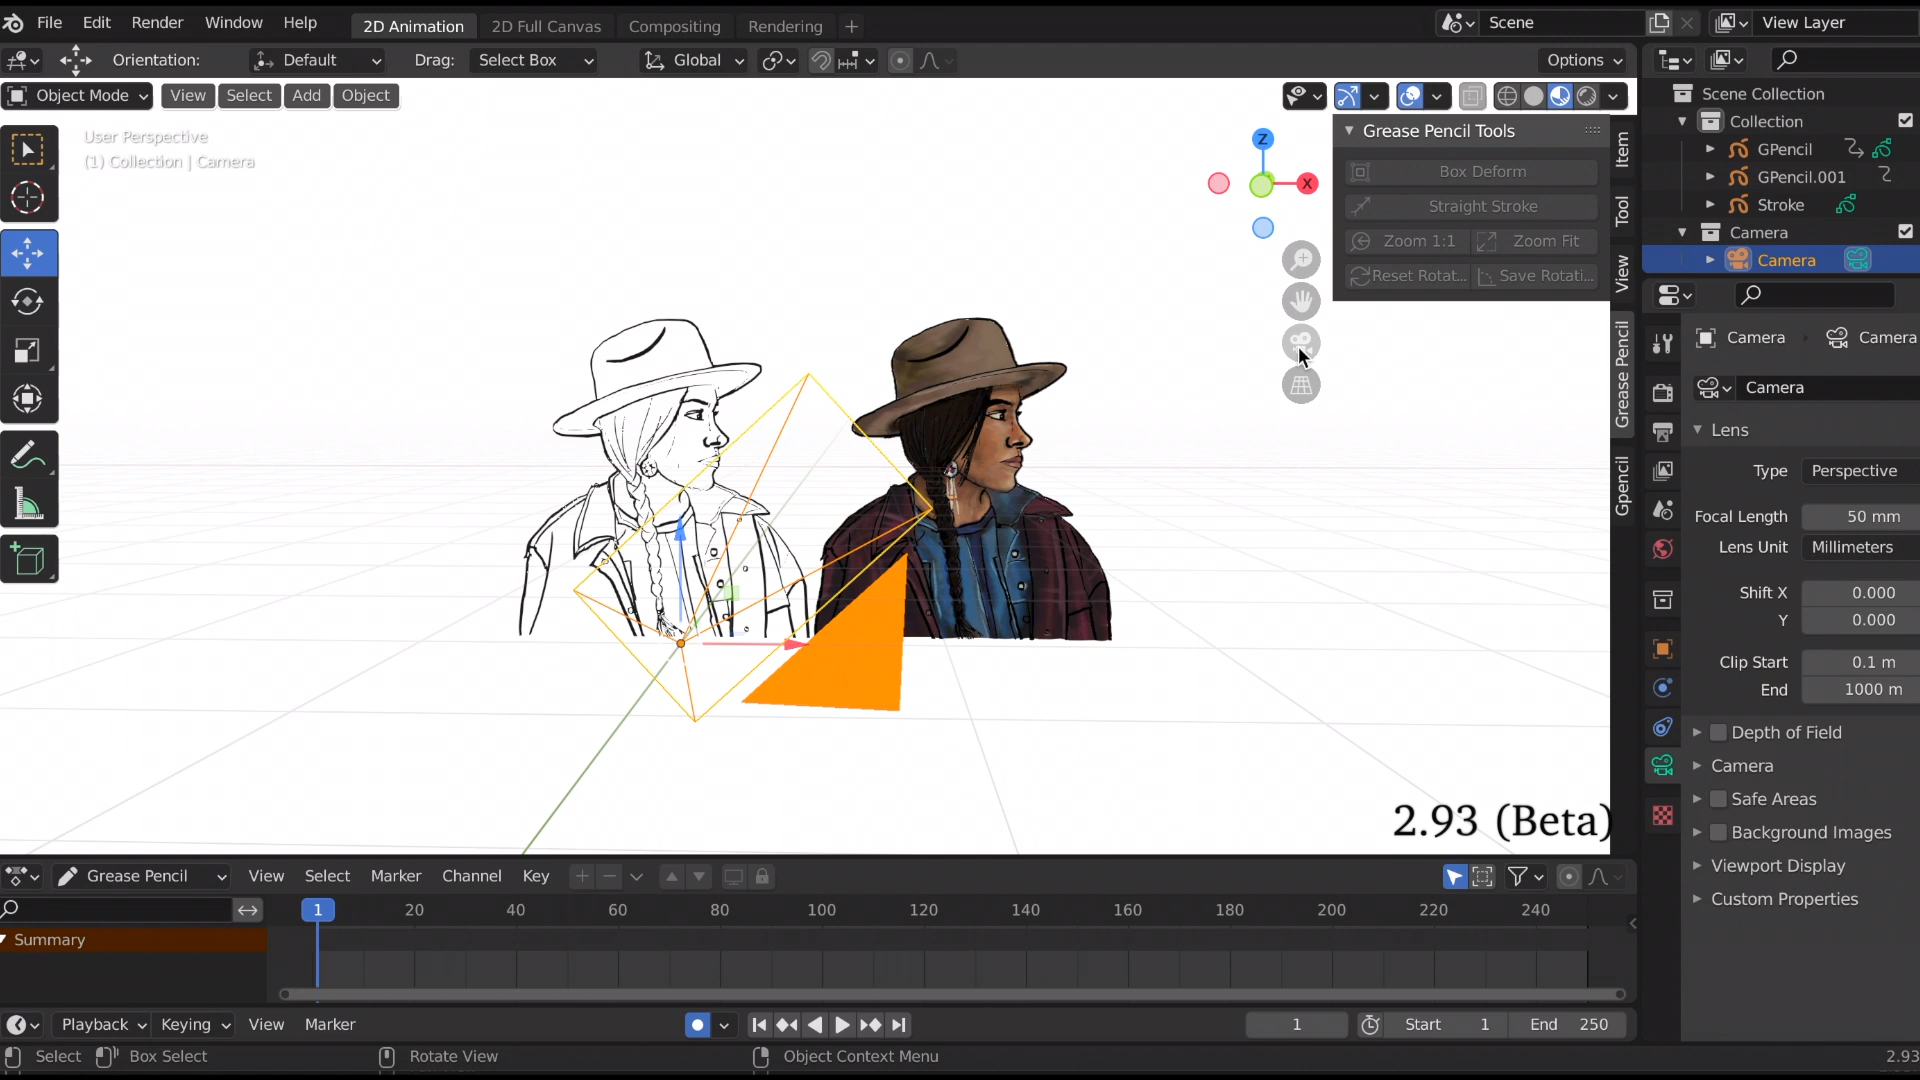 File Edit Render Window Help 2D Animation 2D Full Canvas Compositing Rendering + Scene View Layer
Orientation: Default Drag: Select Box Global Options
Object Mode View Select Add Object
User Perspective
(1) Collection | Camera
Z
X
Grease Pencil Tools
Box Deform
Straight Stroke
Zoom 1:1 Zoom Fit
Reset Rotat... Save Rotati...
Item
Tool
View
Grease Pencil
Gpencil
Scene Collection
Collection
GPencil
GPencil.001
Stroke
Camera
Camera
Camera Camera
Camera
Lens
Type Perspective
Focal Length 50 mm
Lens Unit Millimeters
Shift X 0.000
Y 0.000
Clip Start 0.1 m
End 1000 m
Depth of Field
Camera
Safe Areas
Background Images
Viewport Display
Custom Properties
2.93 (Beta)
Grease Pencil View Select Marker Channel Key
1 20 40 60 80 100 120 140 160 180 200 220 240
Summary
Playback Keying View Marker 1 Start 1 End 250
Select Box Select Rotate View Object Context Menu 2.93